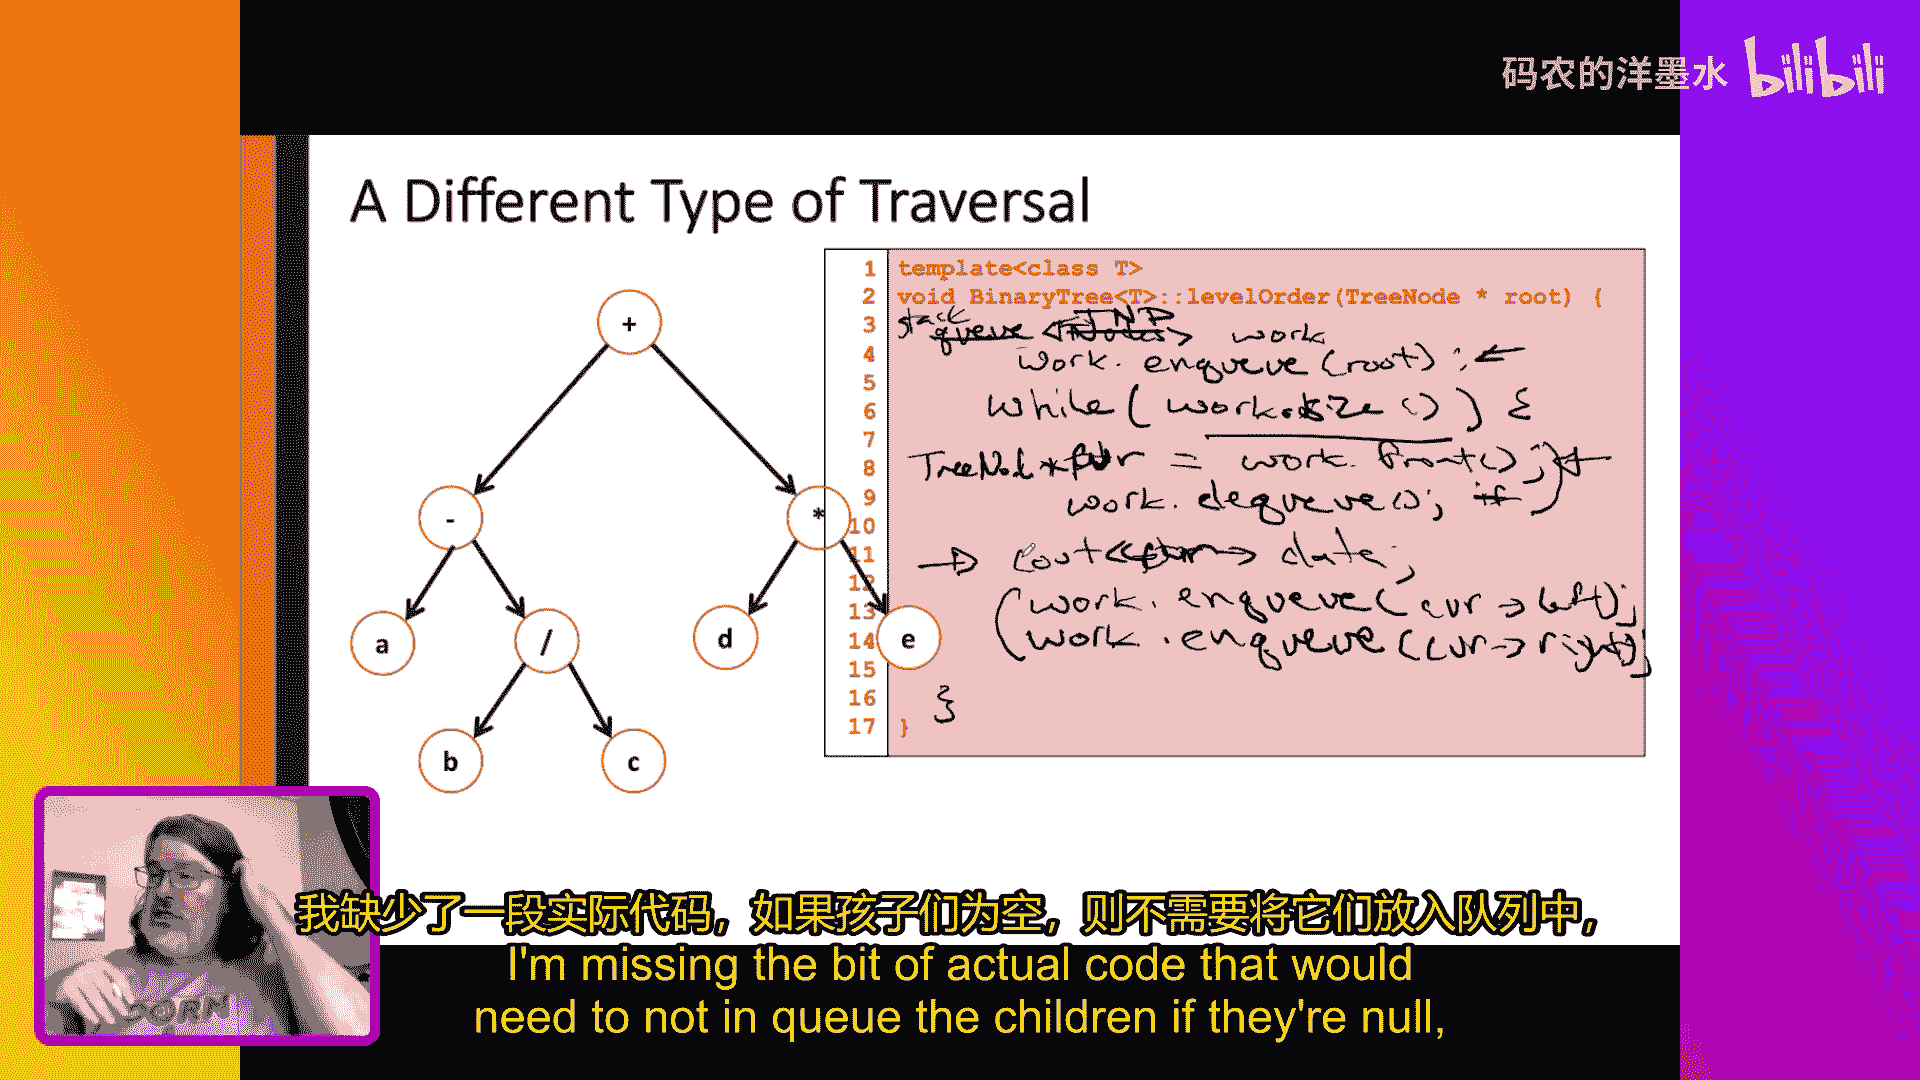 码农的洋墨水 bilibili
A Different Type of Traversal
1 template<class T>
2 void BinaryTree<T>::levelOrder(TreeNode * root) {
3 stack queue <TNP> work
4 work. enqueue (root) ; ←
5
6 while ( work.size () ) {
7
8 TreeNode * cur = work. front();
9 work. dequeue();
10
11 → cout << cur → data;
12
13 work. enqueue( cur → left);
14 work. enqueue (cur → right);
15
16 }
17 }
+
-
*
a
/
d
e
b
c
我缺少了一段实际代码，如果孩子们为空，则不需要将它们放入队列中，
I'm missing the bit of actual code that would
need to not in queue the children if they're null,